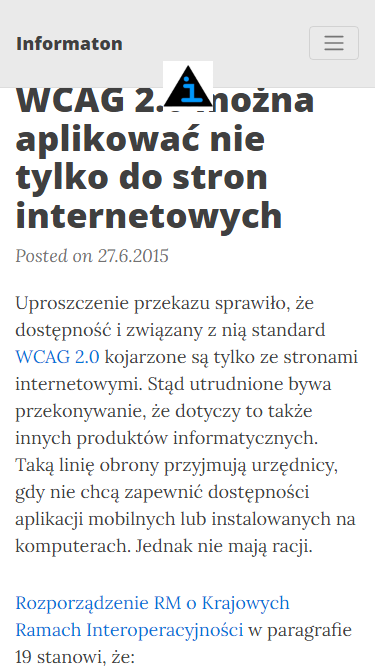 Informaton
WCAG 2.0 można
aplikować nie
tylko do stron
internetowych
Posted on 27.6.2015
Uproszczenie przekazu sprawiło, że
dostępność i związany z nią standard
WCAG 2.0 kojarzone są tylko ze stronami
internetowymi. Stąd utrudnione bywa
przekonywanie, że dotyczy to także
innych produktów informatycznych.
Taką linię obrony przyjmują urzędnicy,
gdy nie chcą zapewnić dostępności
aplikacji mobilnych lub instalowanych na
komputerach. Jednak nie mają racji.
Rozporządzenie RM o Krajowych
Ramach Interoperacyjności w paragrafie
19 stanowi, że: